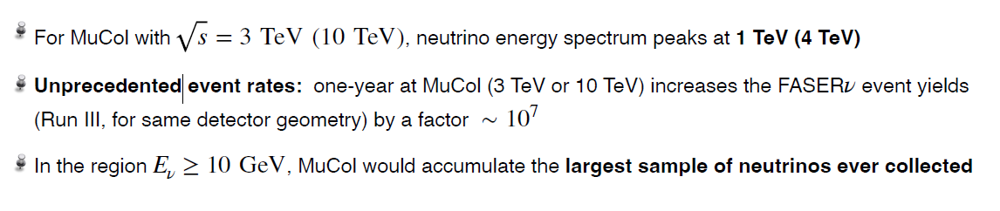 For MuCol with √s = 3 TeV (10 TeV), neutrino energy spectrum peaks at 1 TeV (4 TeV)
Unprecedented event rates: one-year at MuCol (3 TeV or 10 TeV) increases the FASERν event yields
(Run III, for same detector geometry) by a factor ∼ 10⁷
In the region Eᵥ ≥ 10 GeV, MuCol would accumulate the largest sample of neutrinos ever collected